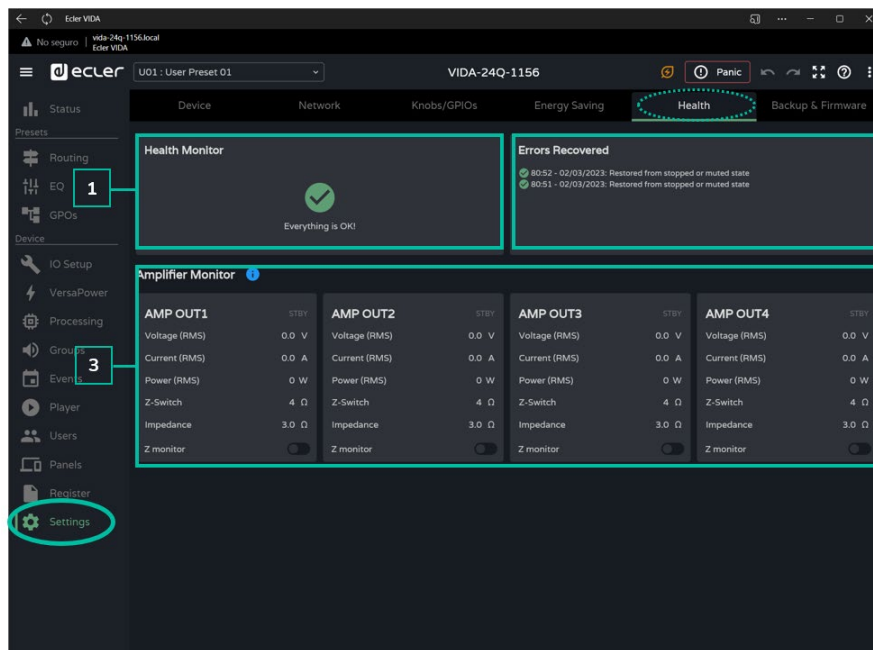 Ecler VIDA
No seguro | vida-24q-1156.local
Ecler VIDA
ecler
U01 : User Preset 01
VIDA-24Q-1156
Panic
Status
Presets
Routing
EQ
GPOs
Device
IO Setup
VersaPower
Processing
Groups
Events
Player
Users
Panels
Register
Settings
Device Network Knobs/GPIOs Energy Saving Health Backup & Firmware
1
Health Monitor
Everything is OK!
Errors Recovered
80:52 - 02/03/2023: Restored from stopped or muted state
80:51 - 02/03/2023: Restored from stopped or muted state
3
Amplifier Monitor
AMP OUT1 STBY
Voltage (RMS) 0.0 V
Current (RMS) 0.0 A
Power (RMS) 0 W
Z-Switch 4 Ω
Impedance 3.0 Ω
Z monitor
AMP OUT2 STBY
Voltage (RMS) 0.0 V
Current (RMS) 0.0 A
Power (RMS) 0 W
Z-Switch 4 Ω
Impedance 3.0 Ω
Z monitor
AMP OUT3 STBY
Voltage (RMS) 0.0 V
Current (RMS) 0.0 A
Power (RMS) 0 W
Z-Switch 4 Ω
Impedance 3.0 Ω
Z monitor
AMP OUT4 STBY
Voltage (RMS) 0.0 V
Current (RMS) 0.0 A
Power (RMS) 0 W
Z-Switch 4 Ω
Impedance 3.0 Ω
Z monitor